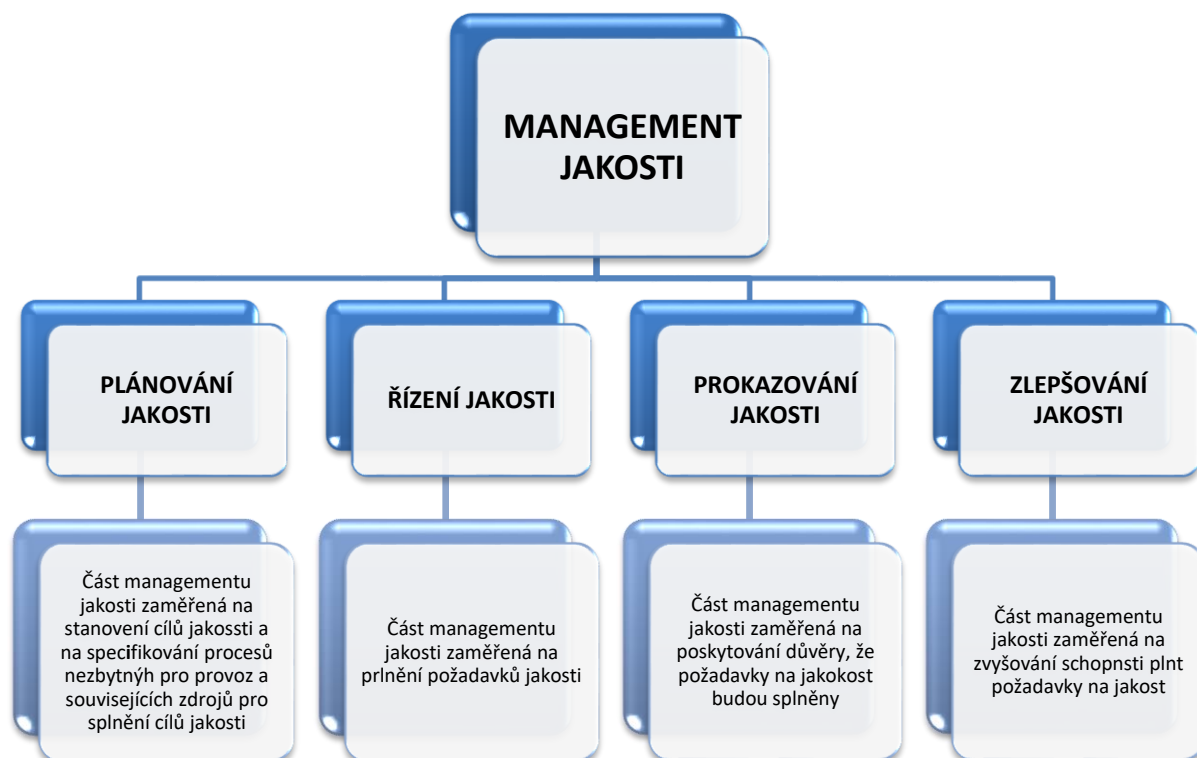 MANAGEMENT
JAKOSTI
PLÁNOVÁNÍ
JAKOSTI
ŘÍZENÍ JAKOSTI
PROKAZOVÁNÍ
JAKOSTI
ZLEPŠOVÁNÍ
JAKOSTI
Část managementu
jakosti zaměřená na
stanovení cílů jakossti a
na specifikování procesů
nezbytnýh pro provoz a
souvisejících zdrojů pro
splnění cílů jakosti
Část managementu
jakosti zaměřená na
prlnění požadavků jakosti
Část managementu
jakosti zaměřená na
poskytování důvěry, že
požadavky na jakokost
budou splněny
Část managementu
jakosti zaměřená na
zvyšování schopnsti plnt
požadavky na jakost